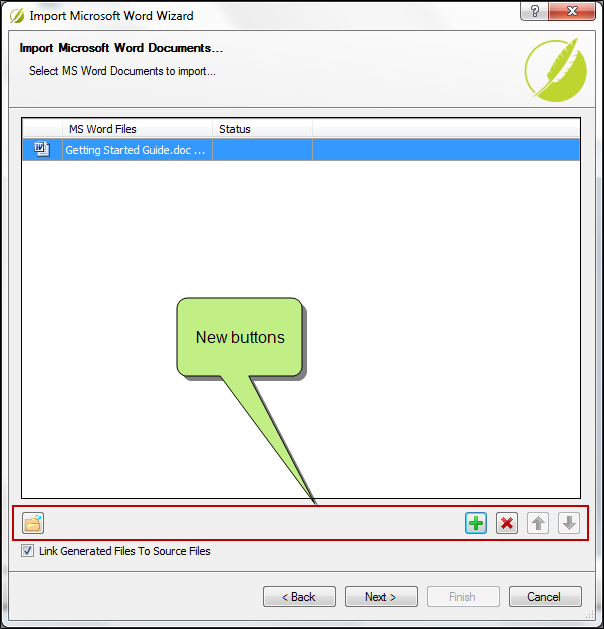 Import Microsoft Word Wizard
?
Import Microsoft Word Documents...
Select MS Word Documents to import...
MS Word Files Status
Getting Started Guide.doc ...
New buttons
Link Generated Files To Source Files
< Back Next > Finish Cancel